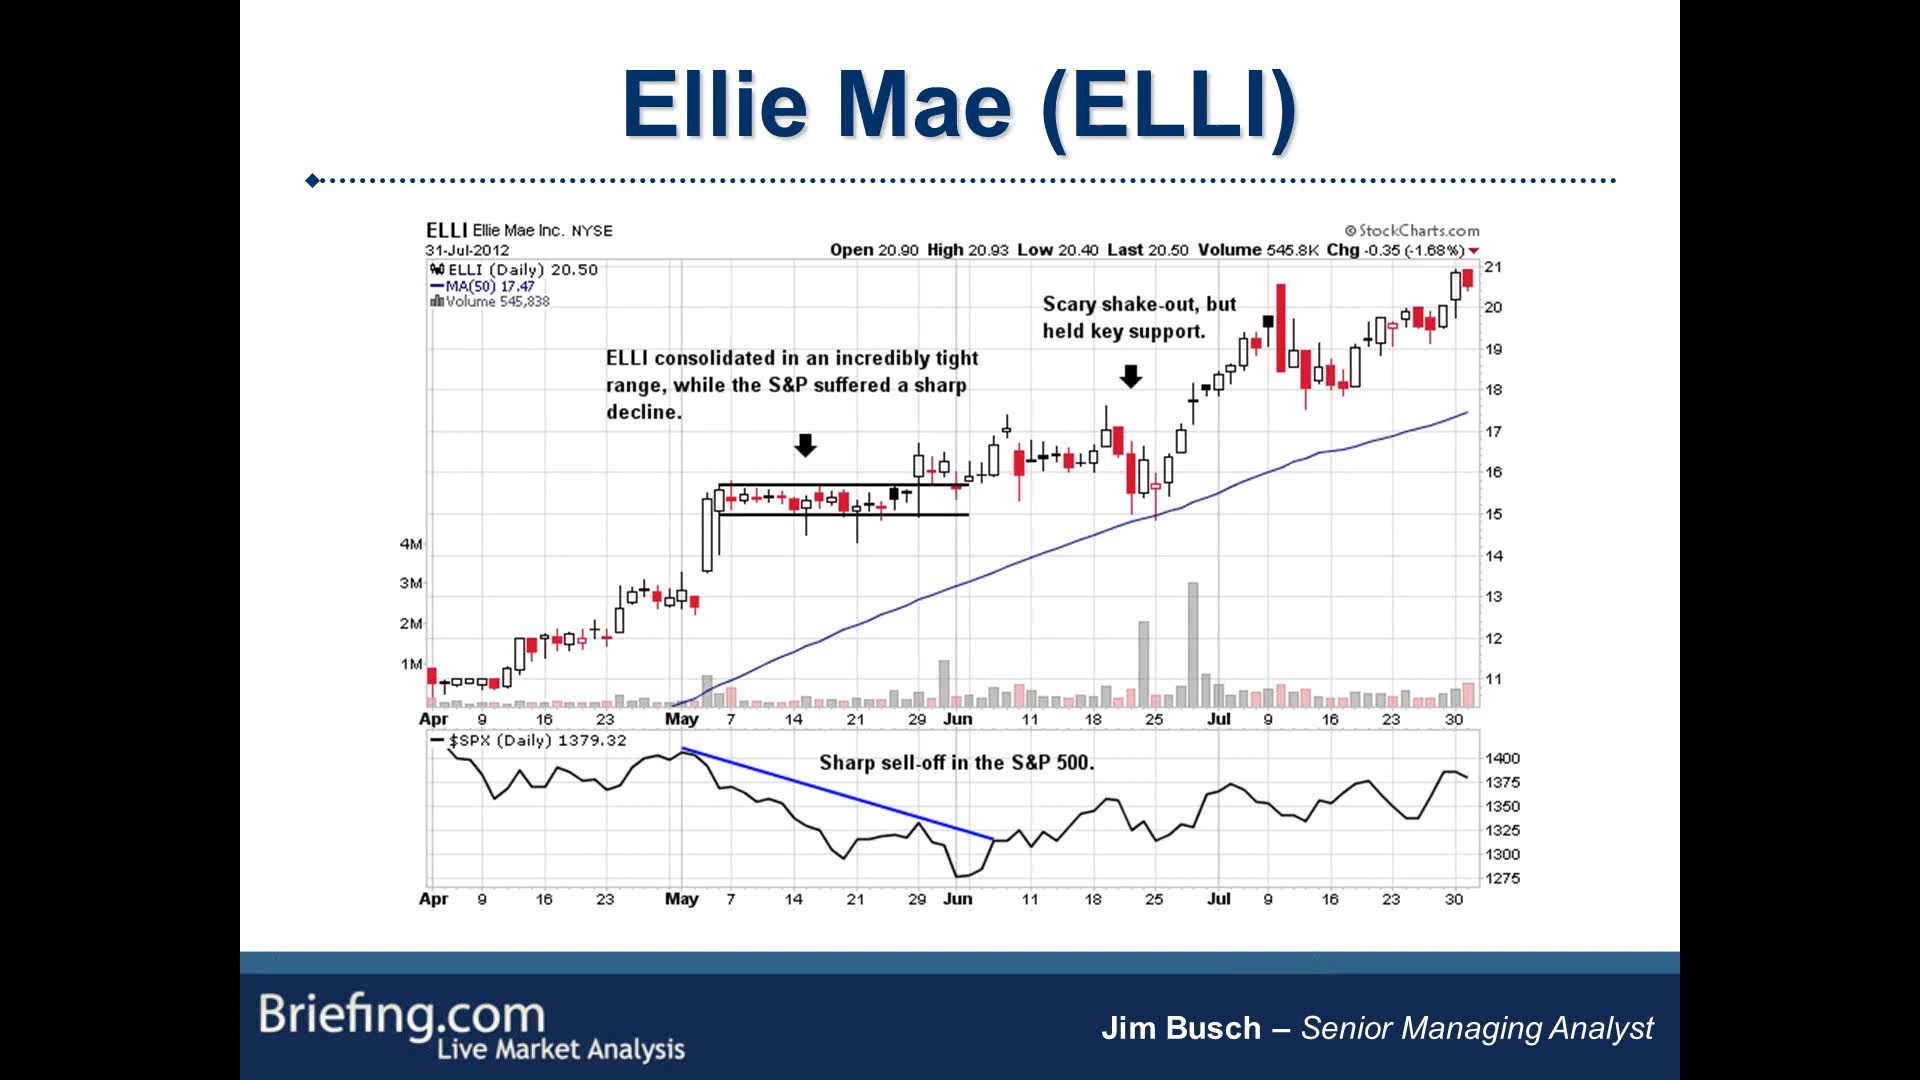 Ellie Mae (ELLI)
ELLI Ellie Mae Inc. NYSE
© StockCharts.com
31-Jul-2012
Open 20.90 High 20.93 Low 20.40 Last 20.50 Volume 545.8K Chg -0.35 (-1.68%)
ELLI (Daily) 20.50
MA(50) 17.47
Volume 545,838
Scary shake-out, but
held key support.
ELLI consolidated in an incredibly tight
range, while the S&P suffered a sharp
decline.
21
20
19
18
17
16
15
14
13
12
11
4M
3M
2M
1M
Apr 9 16 23 May 7 14 21 29 Jun 11 18 25 Jul 9 16 23 30
$SPX (Daily) 1379.32
Sharp sell-off in the S&P 500.
1400
1375
1350
1325
1300
1275
Apr 9 16 23 May 7 14 21 29 Jun 11 18 25 Jul 9 16 23 30
Briefing.com
Live Market Analysis
Jim Busch – Senior Managing Analyst